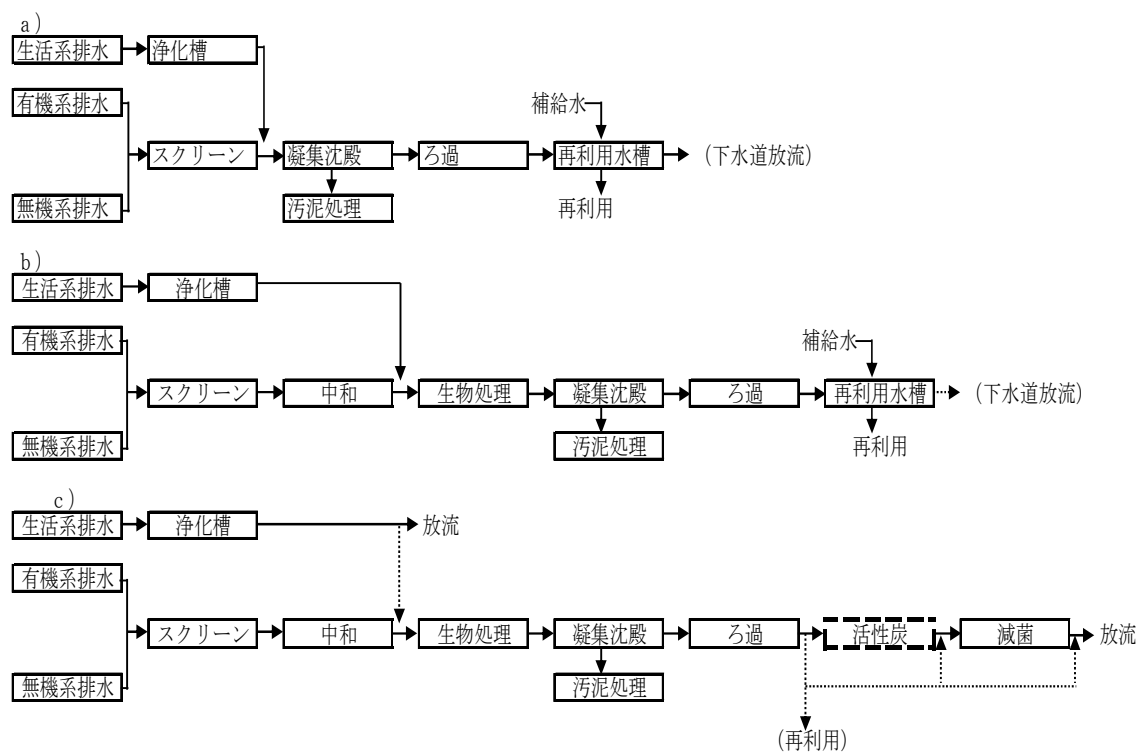 a)
生活系排水
浄化槽
有機系排水
補給水
スクリーン
凝集沈殿
ろ過
再利用水槽
(下水道放流)
無機系排水
汚泥処理
再利用
b)
生活系排水
浄化槽
有機系排水
補給水
スクリーン
中和
生物処理
凝集沈殿
ろ過
再利用水槽
(下水道放流)
無機系排水
汚泥処理
再利用
c)
生活系排水
浄化槽
放流
有機系排水
スクリーン
中和
生物処理
凝集沈殿
ろ過
活性炭
減菌
放流
無機系排水
汚泥処理
(再利用)